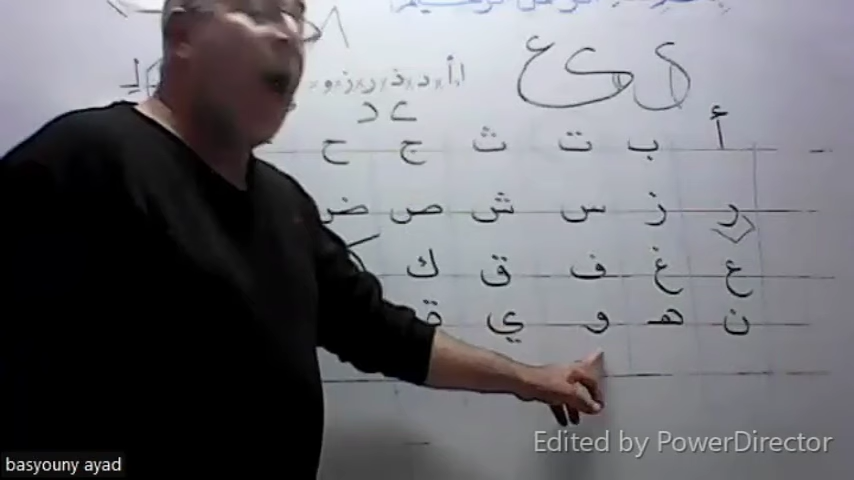 أ، أ × د × ذ × ر × ز × و
أ ب ت ث ج ح
ر ز س ش ص ض
ع غ ف ق ك
ن هـ و ي ة
basyouny ayad
Edited by PowerDirector